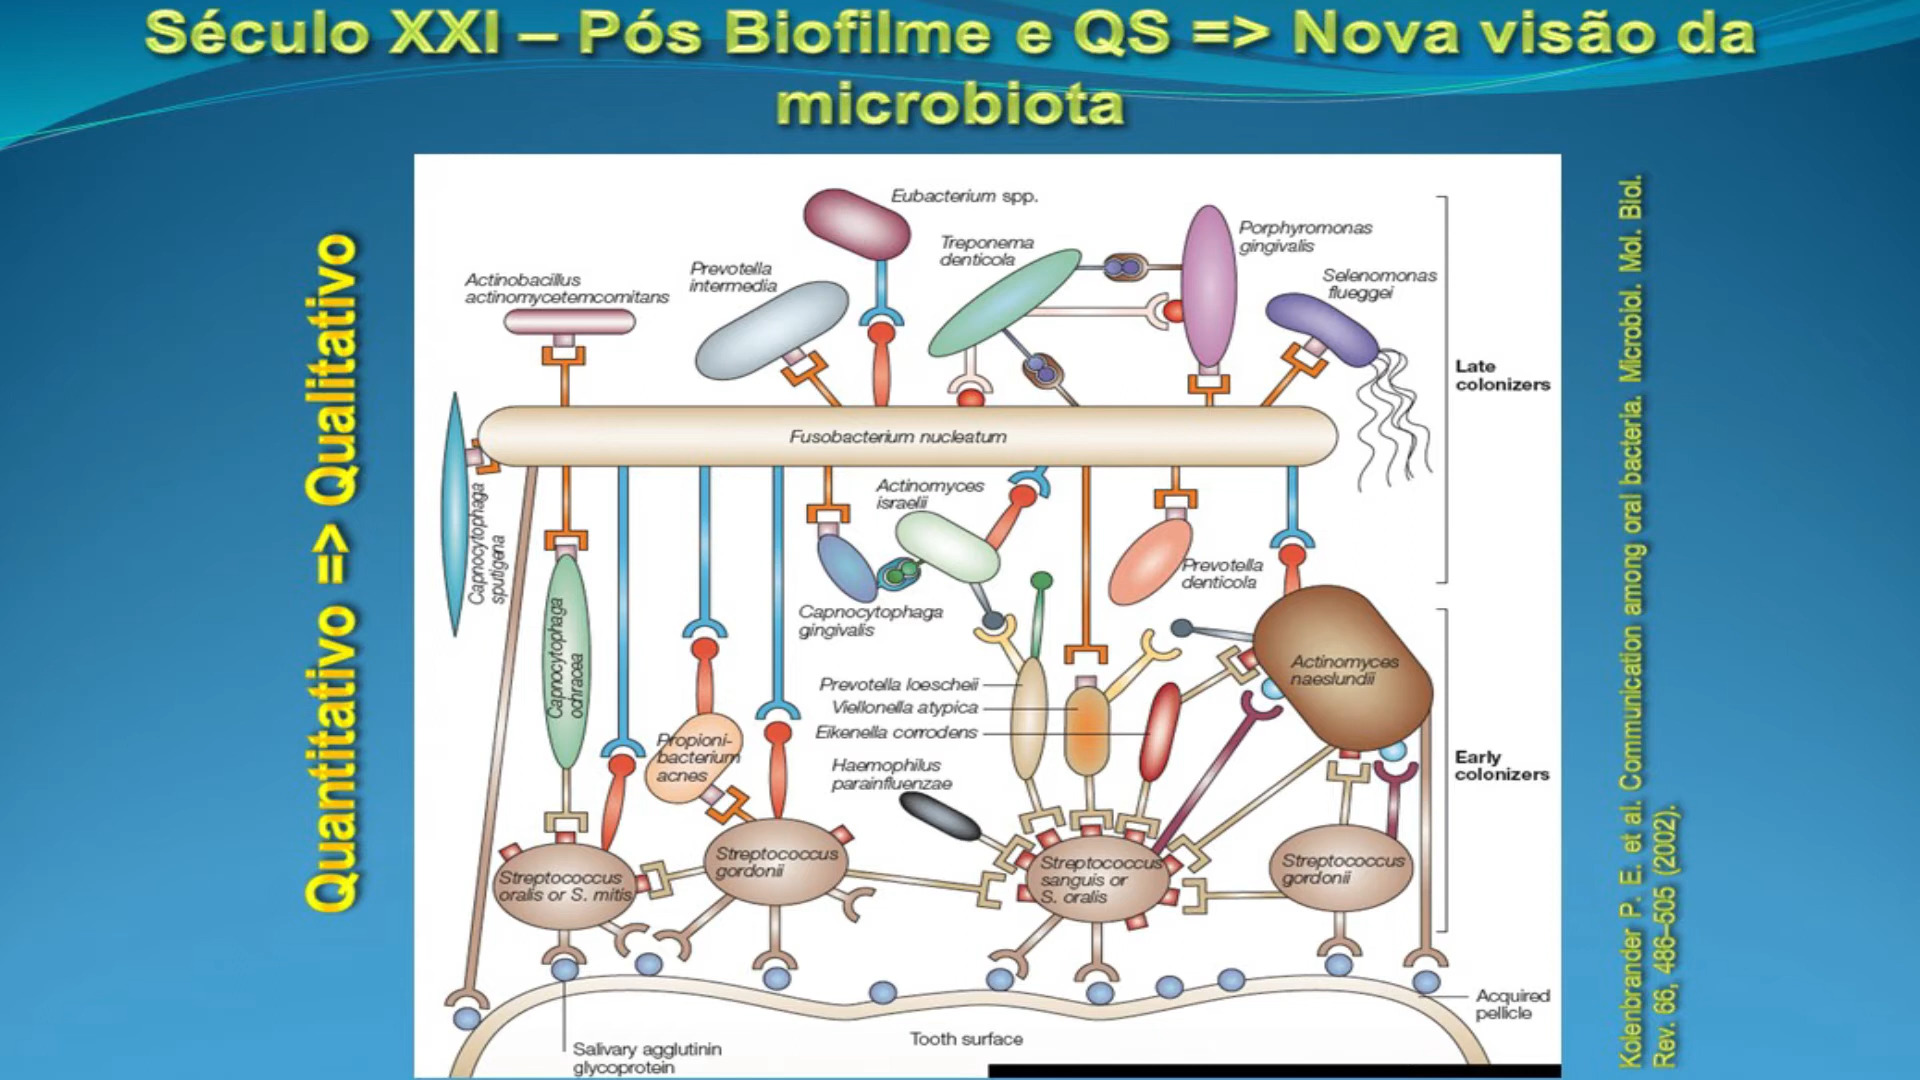 Século XXI – Pós Biofilme e QS => Nova visão da
microbiota
Quantitativo => Qualitativo
Eubacterium spp.
Treponema
denticola
Porphyromonas
gingivalis
Prevotella
intermedia
Selenomonas
flueggei
Actinobacillus
actinomycetemcomitans
Late
colonizers
Fusobacterium nucleatum
Capnocytophaga
sputigena
Actinomyces
israelii
Prevotella
denticola
Capnocytophaga
ochracea
Capnocytophaga
gingivalis
Actinomyces
naeslundii
Prevotella loescheii
Viellonella atypica
Eikenella corrodens
Propioni-
bacterium
acnes
Haemophilus
parainfluenzae
Early
colonizers
Streptococcus
oralis or S. mitis
Streptococcus
gordonii
Streptococcus
sanguis or
S. oralis
Streptococcus
gordonii
Acquired
pellicle
Tooth surface
Salivary agglutinin
glycoprotein
Kolenbrander P. E. et al. Communication among oral bacteria. Microbiol. Mol. Biol.
Rev. 66, 486–505 (2002).